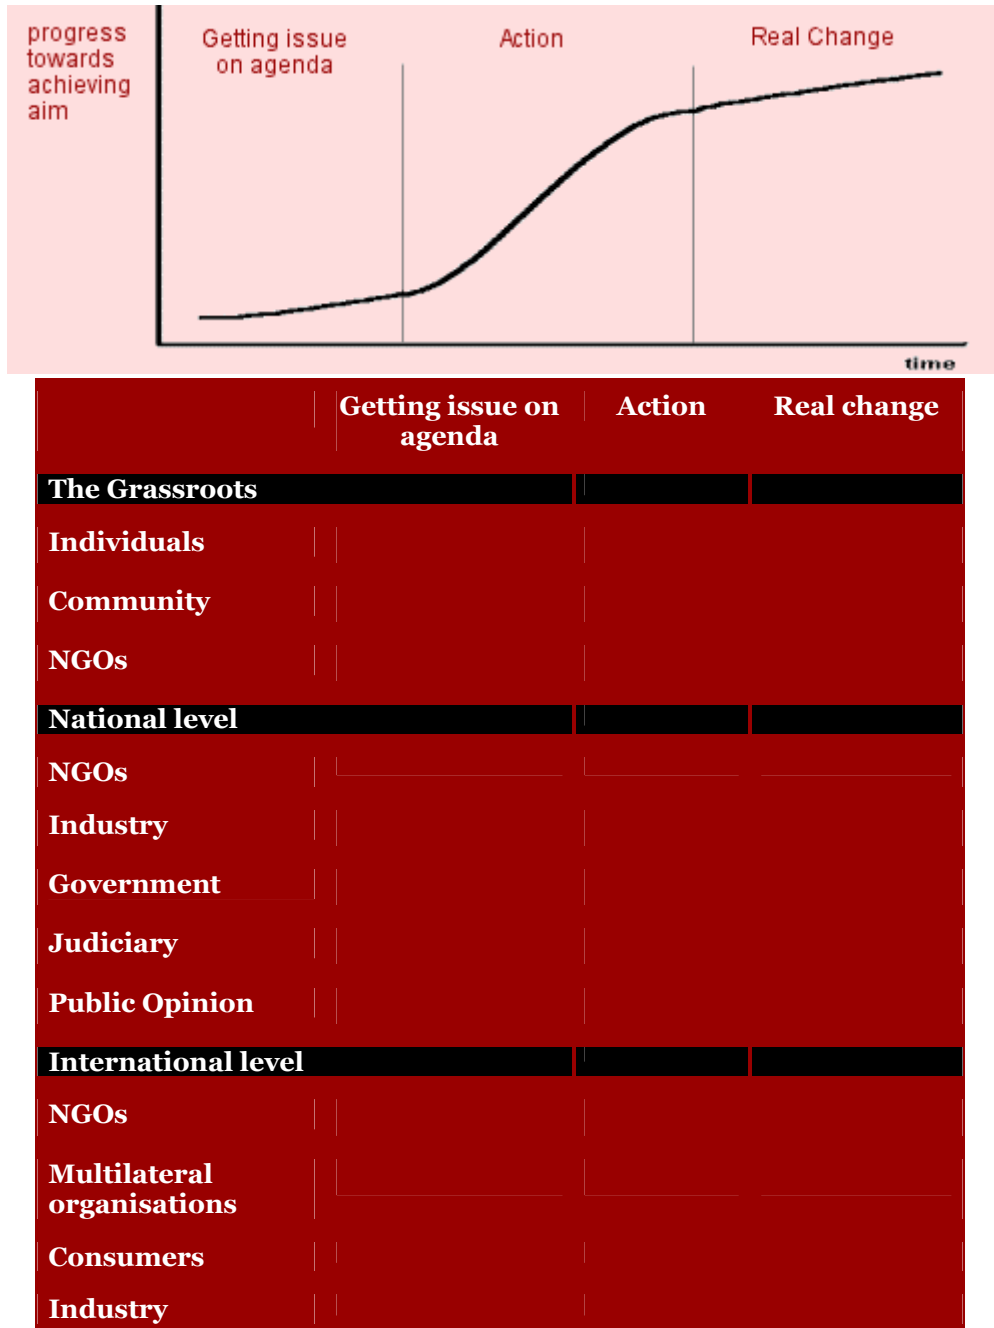 progress
towards
achieving
aim
Getting issue
on agenda
Action
Real Change
time
Getting issue on
agenda
Action
Real change
The Grassroots
Individuals
Community
NGOs
National level
NGOs
Industry
Government
Judiciary
Public Opinion
International level
NGOs
Multilateral
organisations
Consumers
Industry